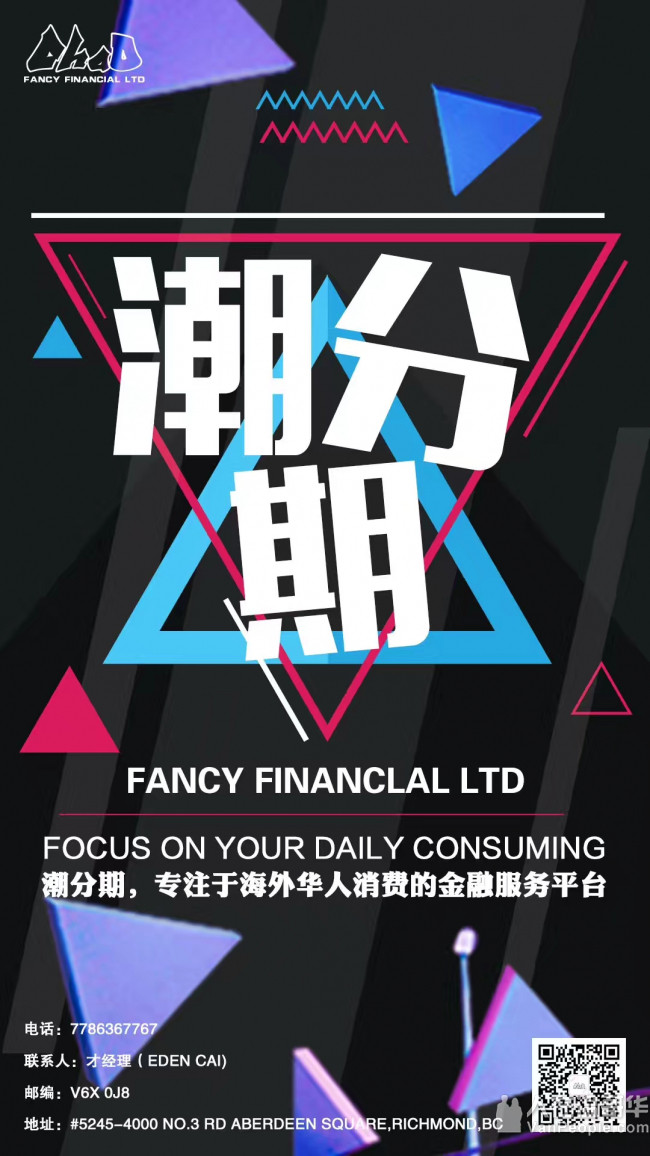 FANCY FINANCIAL LTD
潮分
期
FANCY FINANCLAL LTD
FOCUS ON YOUR DAILY CONSUMING
潮分期，专注于海外华人消费的金融服务平台
电话：7786367767
联系人：才经理（EDEN CAI)
邮编：V6X 0J8
地址：#5245-4000 NO.3 RD ABERDEEN SQUARE,RICHMOND,BC
VanPeople.com